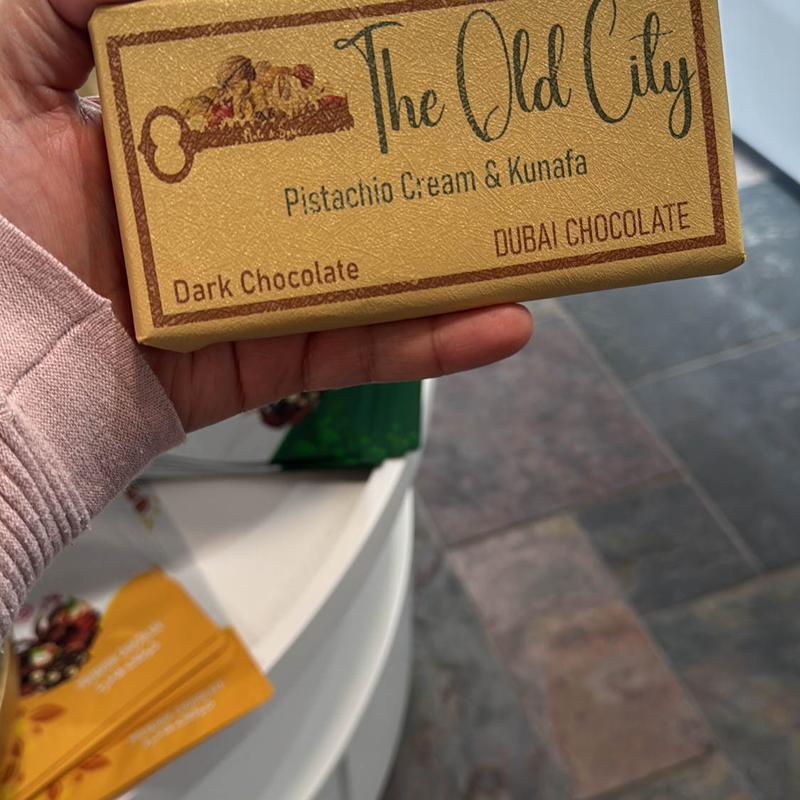 The Old City
Pistachio Cream & Kunafa
DUBAI CHOCOLATE
Dark Chocolate